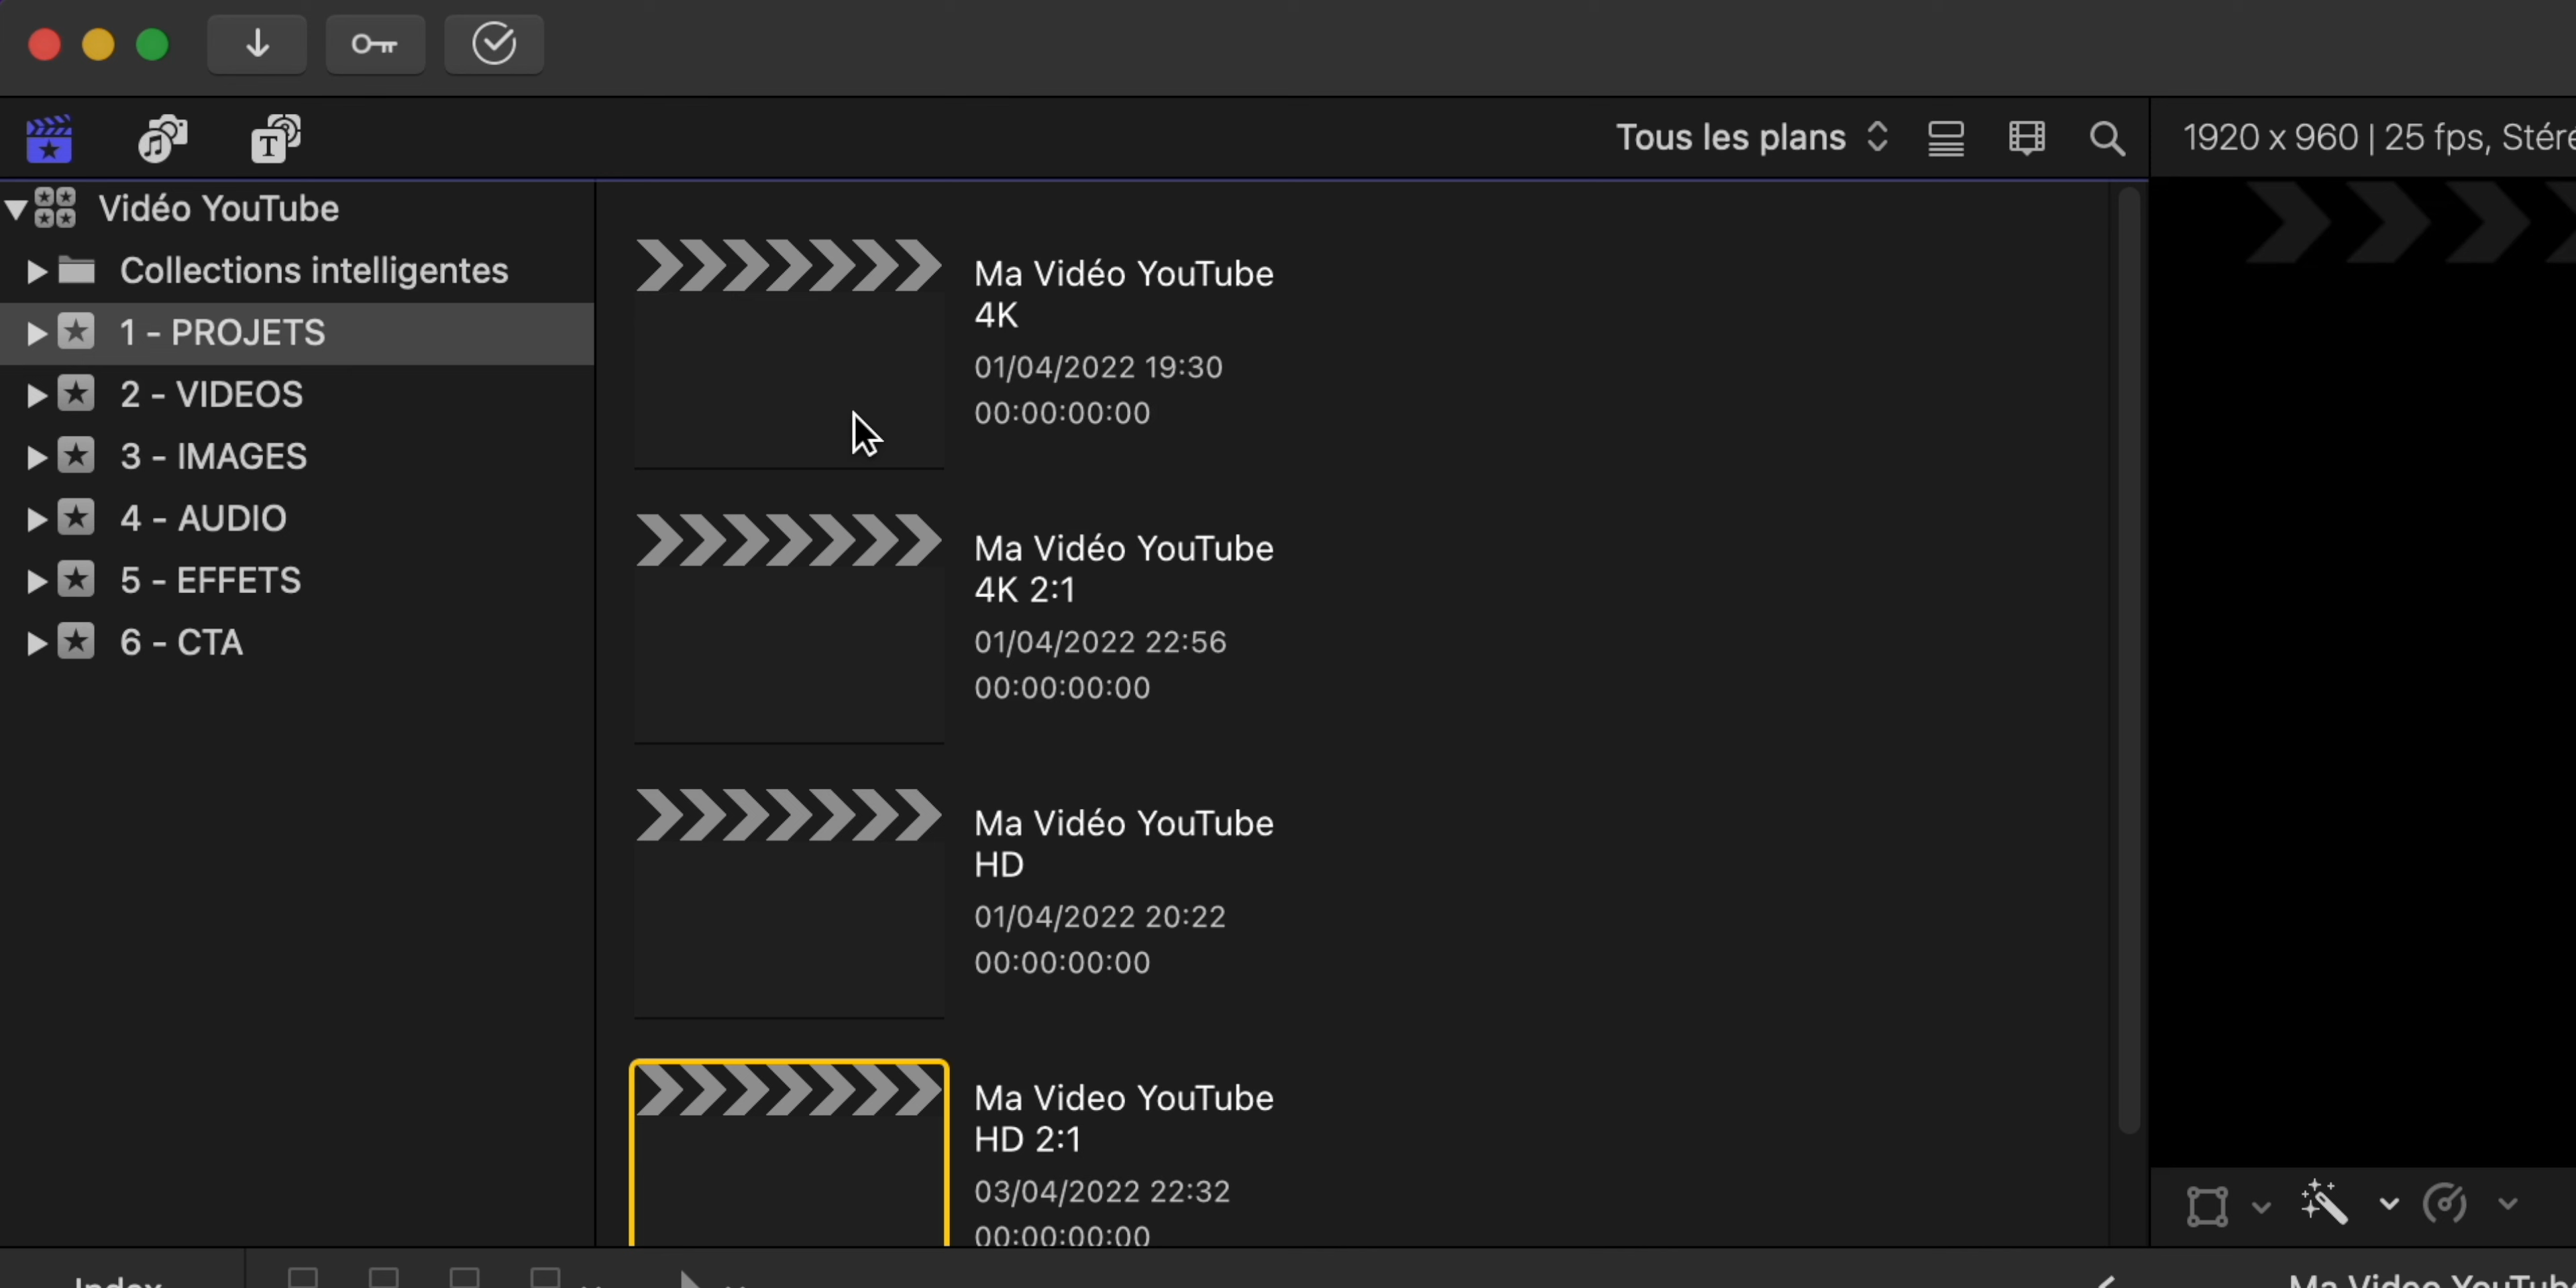 Tous les plans
1920 x 960 | 25 fps,
Vidéo YouTube
Collections intelligentes
1 - PROJETS
2 - VIDEOS
3 - IMAGES
4 - AUDIO
5 - EFFETS
6 - CTA
Ma Vidéo YouTube
4K
01/04/2022 19:30
00:00:00:00
Ma Vidéo YouTube
4K 2:1
01/04/2022 22:56
00:00:00:00
Ma Vidéo YouTube
HD
01/04/2022 20:22
00:00:00:00
Ma Video YouTube
HD 2:1
03/04/2022 22:32
00:00:00:00
Index
Ma Video